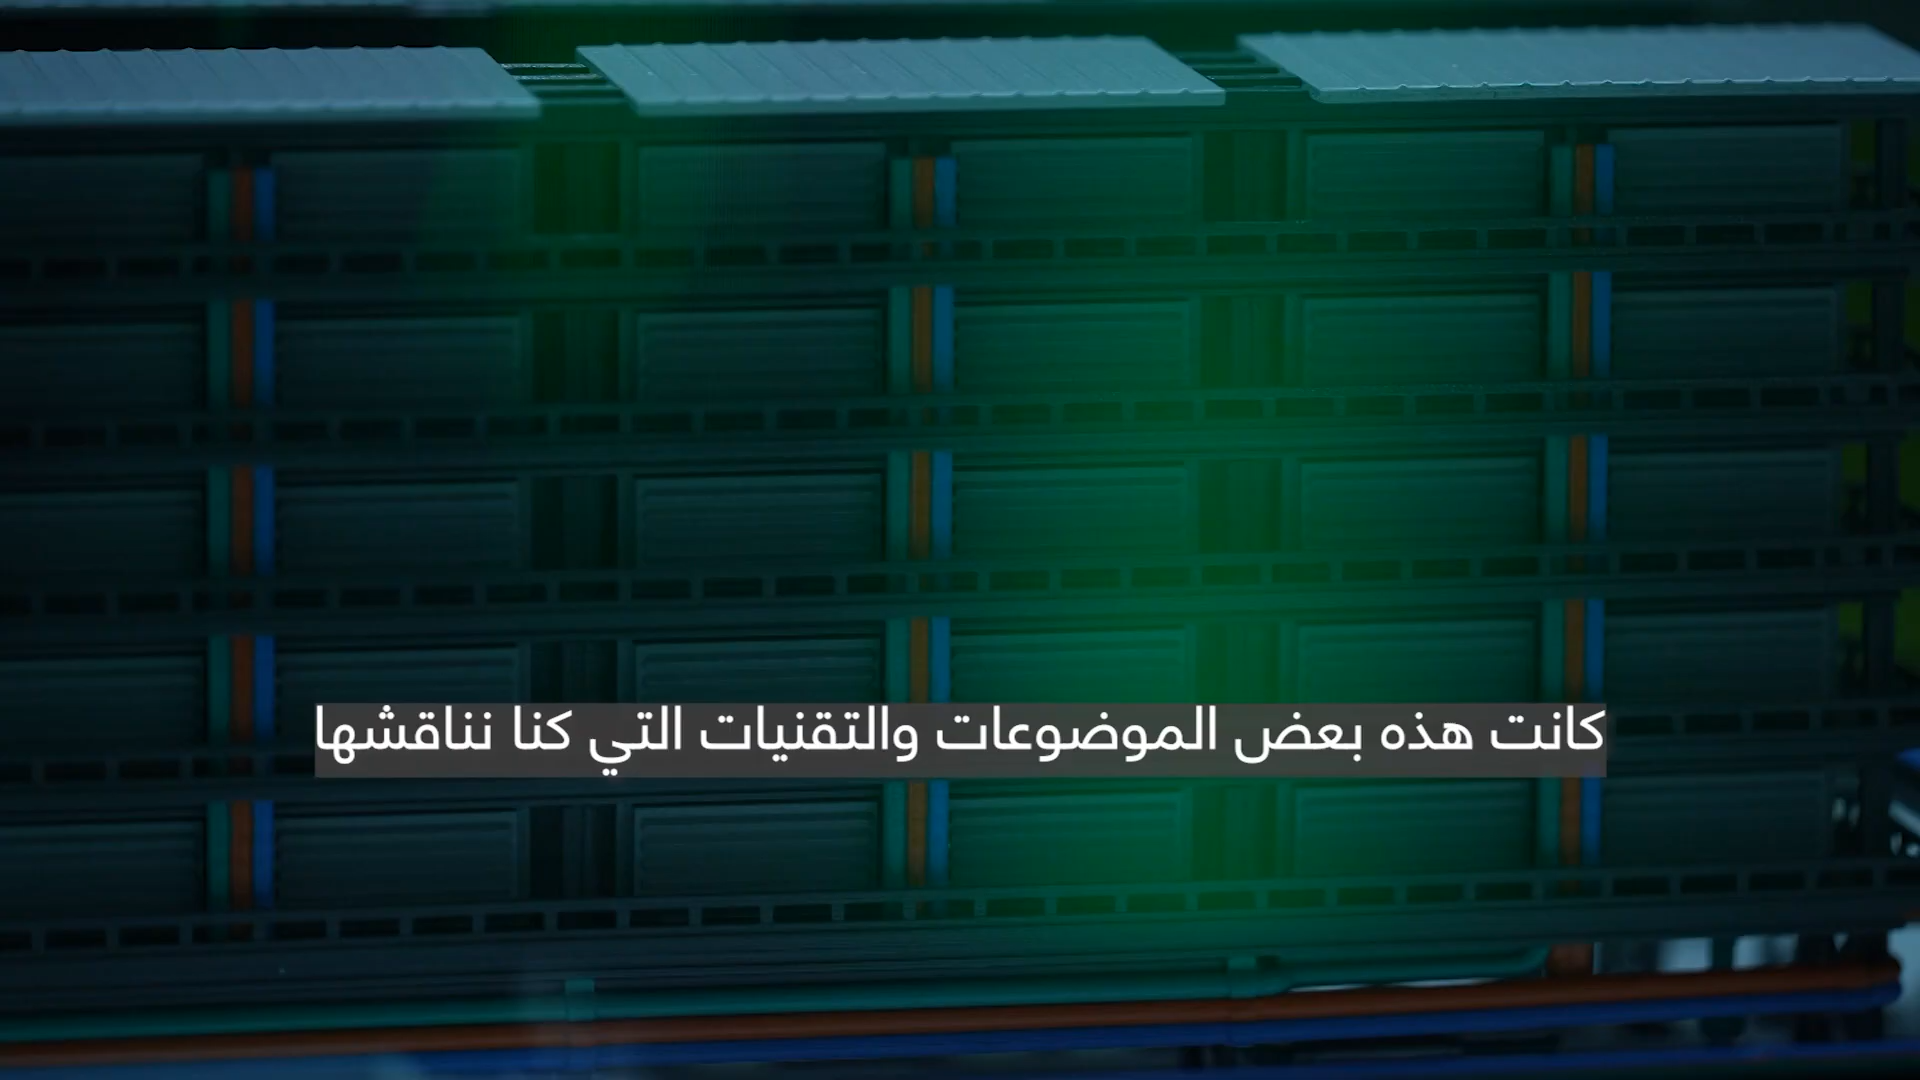 كانت هذه بعض الموضوعات والتقنيات التي كنا نناقشها